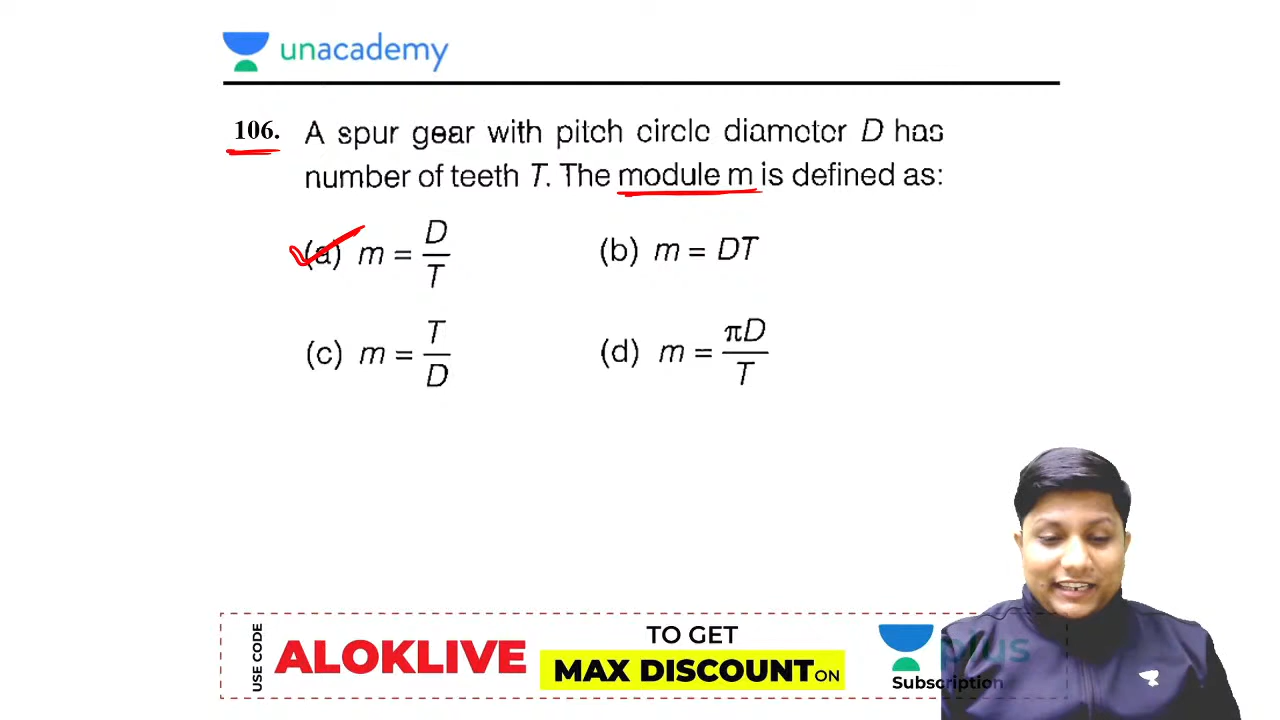 unacademy
106. A spur gear with pitch circle diameter D has
number of teeth T. The module m is defined as:
(a) m = D/T (b) m = DT
(c) m = T/D (d) m = πD/T
USE CODE
ALOKLIVE
TO GET
MAX DISCOUNT ON
plus
Subscription